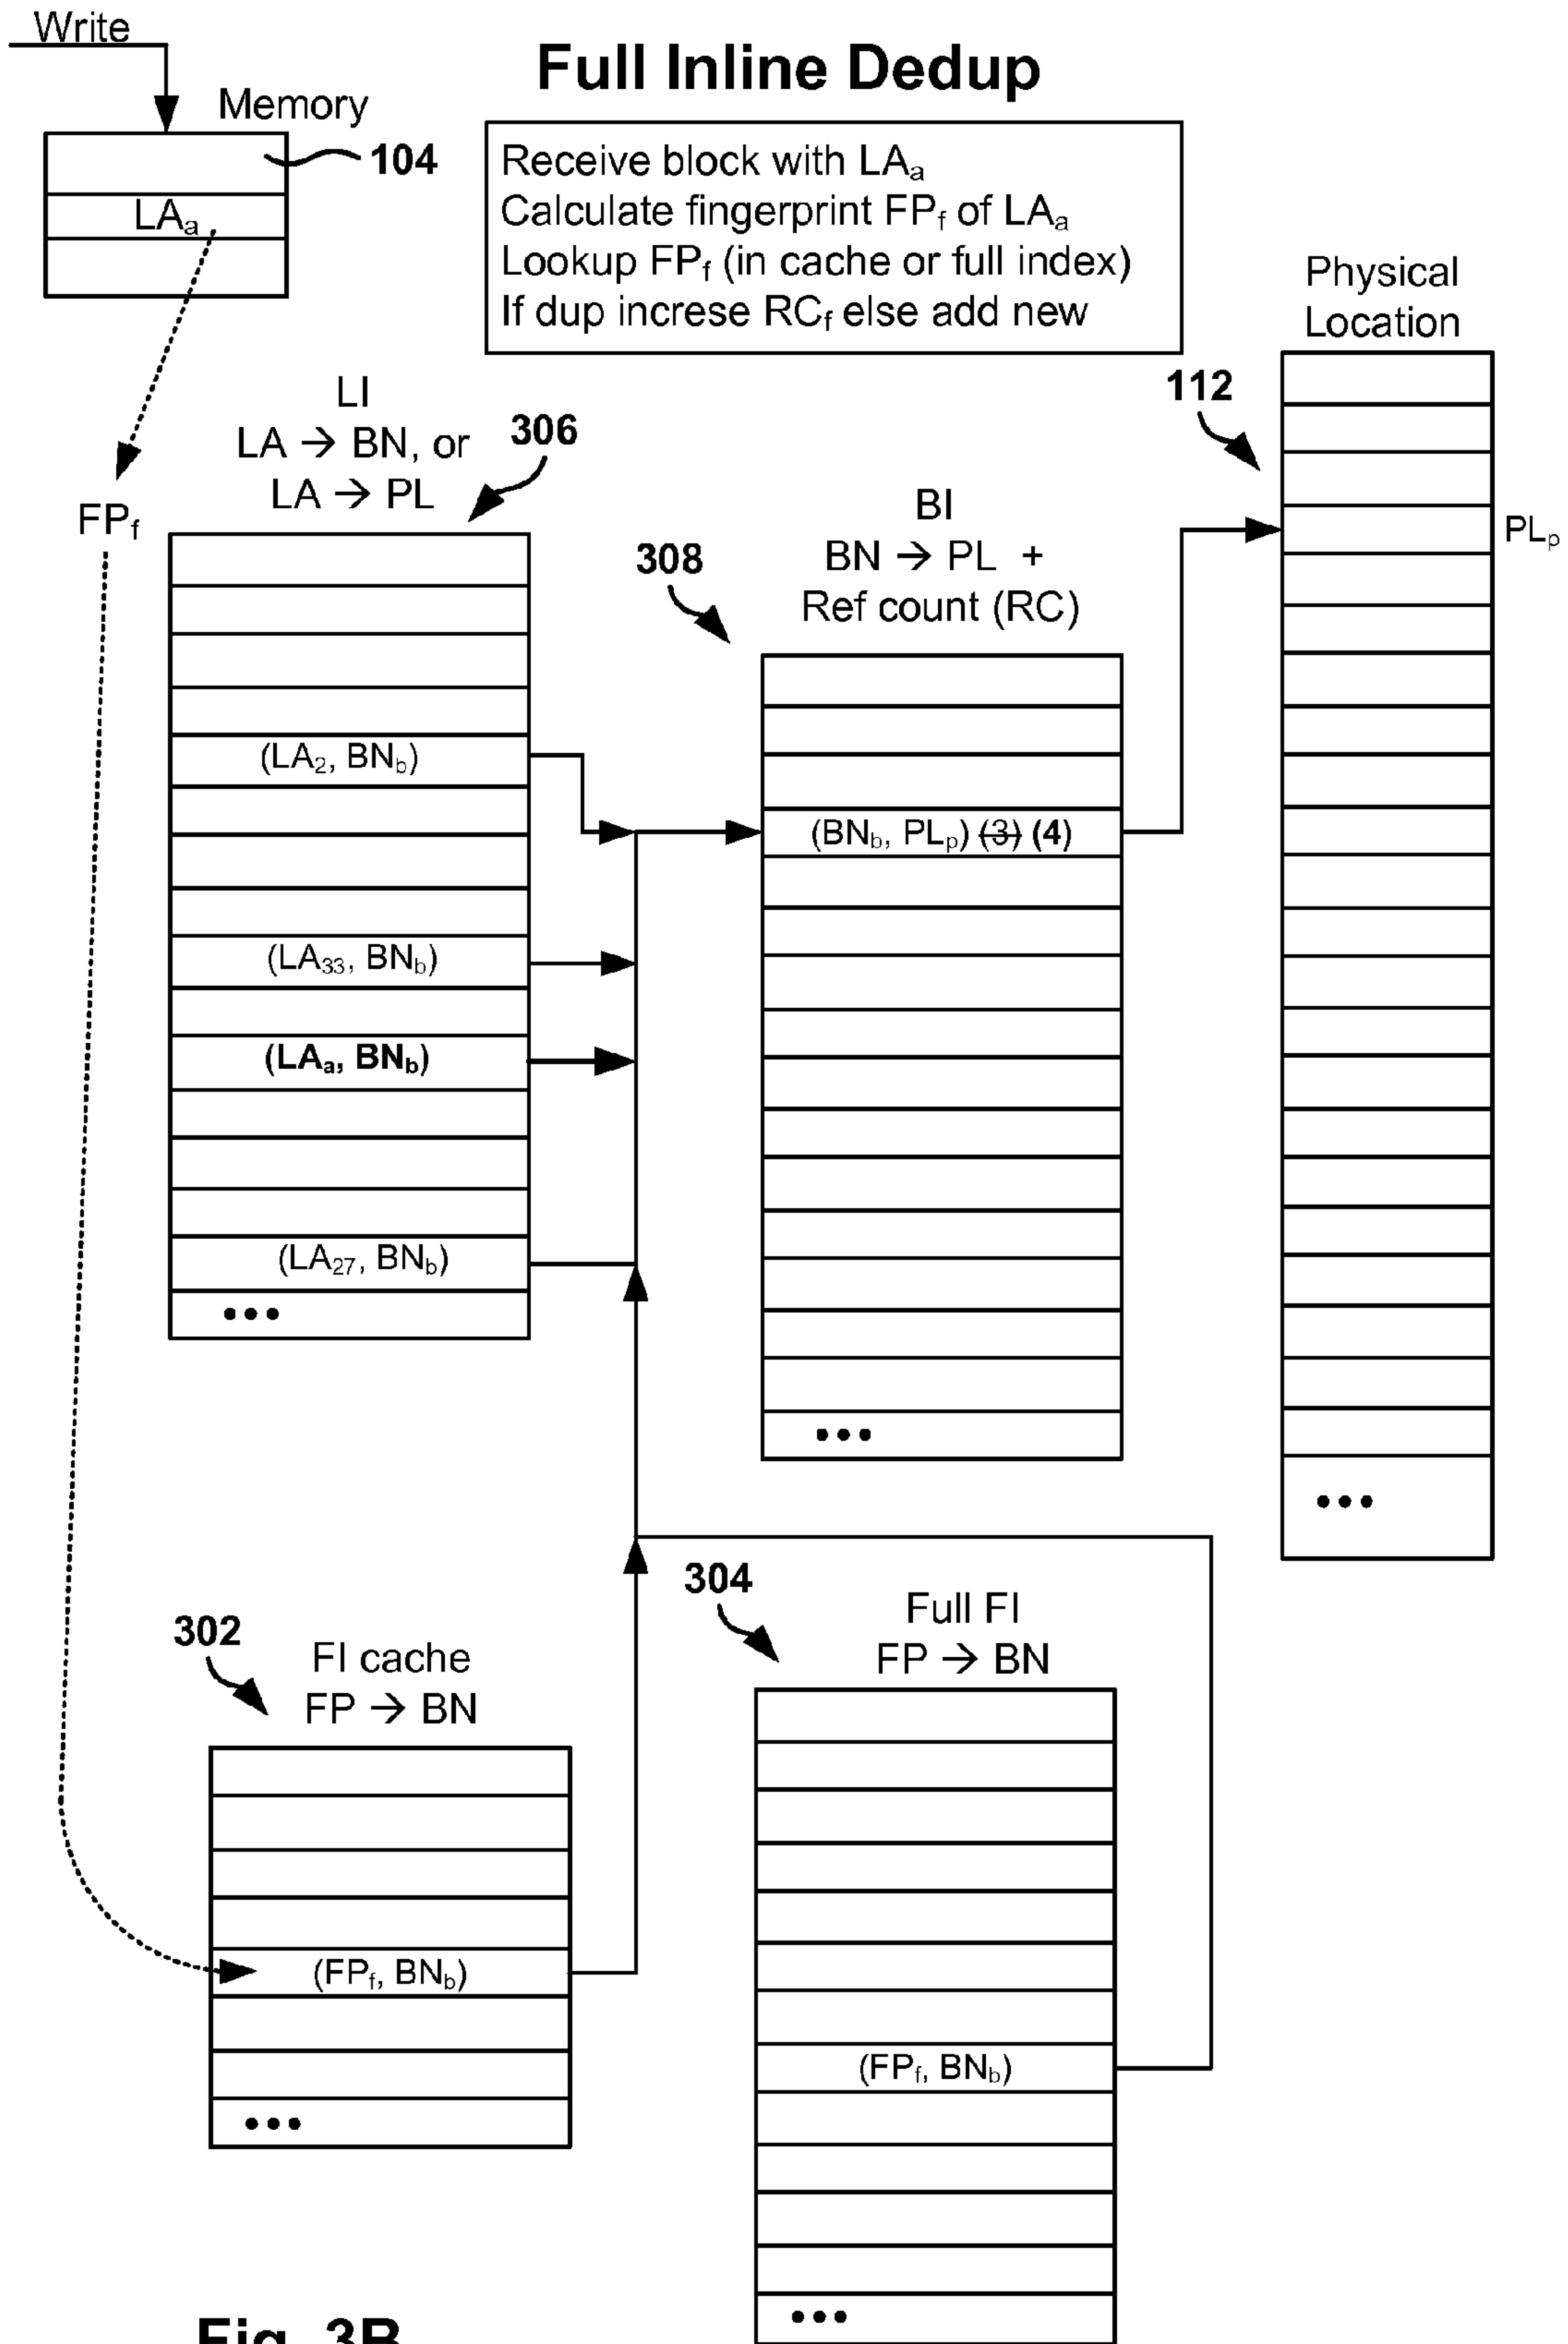 Write
Full Inline Dedup
Memory
104
LAa
Receive block with LAa
Calculate fingerprint FPf of LAa
Lookup FPf (in cache or full index)
If dup increse RCf else add new
Physical
Location
112
LI
LA → BN, or
LA → PL
306
FPf
BI
BN → PL +
Ref count (RC)
308
PLp
(LA2, BNb)
(BNb, PLp) (3) (4)
(LA33, BNb)
(LAa, BNb)
(LA27, BNb)
•••
•••
•••
302
FI cache
FP → BN
304
Full FI
FP → BN
(FPf, BNb)
(FPf, BNb)
•••
•••
Fig. 3B